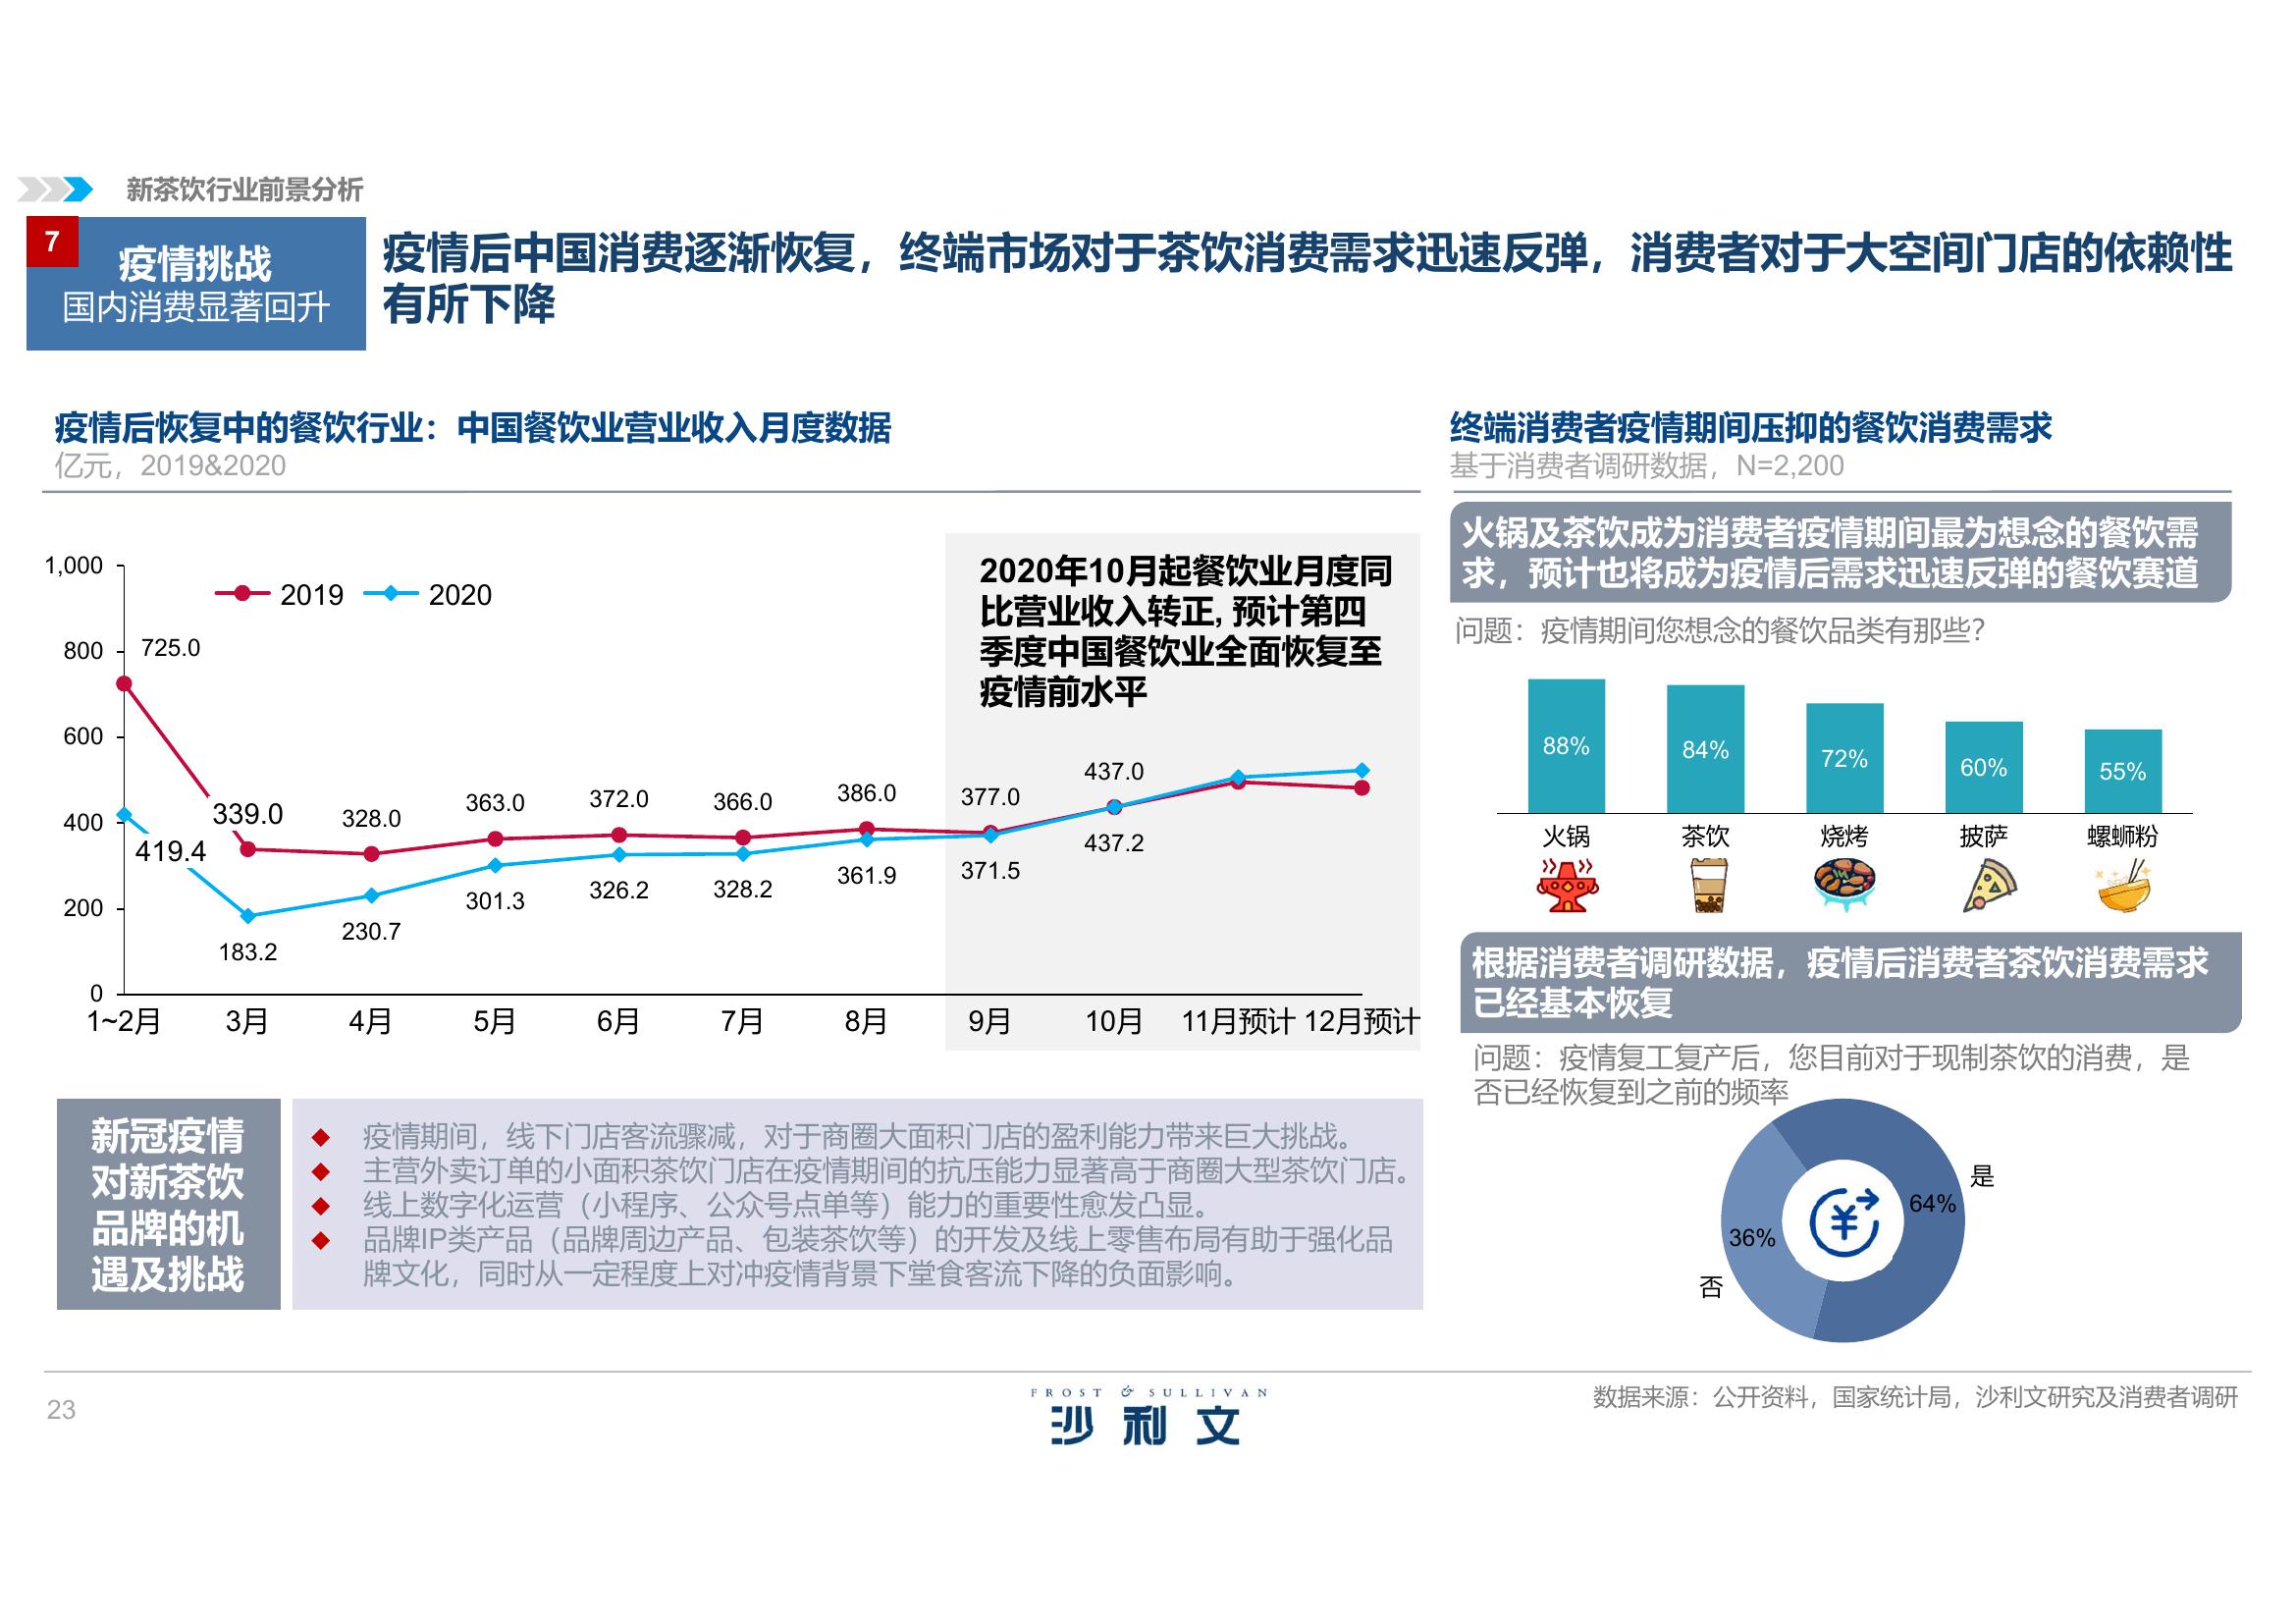 新茶饮行业前景分析
7
疫情挑战
国内消费显著回升
疫情后中国消费逐渐恢复，终端市场对于茶饮消费需求迅速反弹，消费者对于大空间门店的依赖性
有所下降
疫情后恢复中的餐饮行业：中国餐饮业营业收入月度数据
亿元，2019&2020
1,000
800
600
400
200
0
2019
2020
725.0
339.0
328.0
363.0
372.0
366.0
386.0
377.0
437.0
419.4
183.2
230.7
301.3
326.2
328.2
361.9
371.5
437.2
2020年10月起餐饮业月度同
比营业收入转正, 预计第四
季度中国餐饮业全面恢复至
疫情前水平
1~2月
3月
4月
5月
6月
7月
8月
9月
10月
11月预计
12月预计
新冠疫情
对新茶饮
品牌的机
遇及挑战
疫情期间，线下门店客流骤减，对于商圈大面积门店的盈利能力带来巨大挑战。
主营外卖订单的小面积茶饮门店在疫情期间的抗压能力显著高于商圈大型茶饮门店。
线上数字化运营（小程序、公众号点单等）能力的重要性愈发凸显。
品牌IP类产品（品牌周边产品、包装茶饮等）的开发及线上零售布局有助于强化品
牌文化，同时从一定程度上对冲疫情背景下堂食客流下降的负面影响。
终端消费者疫情期间压抑的餐饮消费需求
基于消费者调研数据，N=2,200
火锅及茶饮成为消费者疫情期间最为想念的餐饮需
求，预计也将成为疫情后需求迅速反弹的餐饮赛道
问题：疫情期间您想念的餐饮品类有那些？
88%
84%
72%
60%
55%
火锅
茶饮
烧烤
披萨
螺蛳粉
根据消费者调研数据，疫情后消费者茶饮消费需求
已经基本恢复
问题：疫情复工复产后，您目前对于现制茶饮的消费，是
否已经恢复到之前的频率
是
64%
36%
否
¥
23
FROST & SULLIVAN
沙利文
数据来源：公开资料，国家统计局，沙利文研究及消费者调研